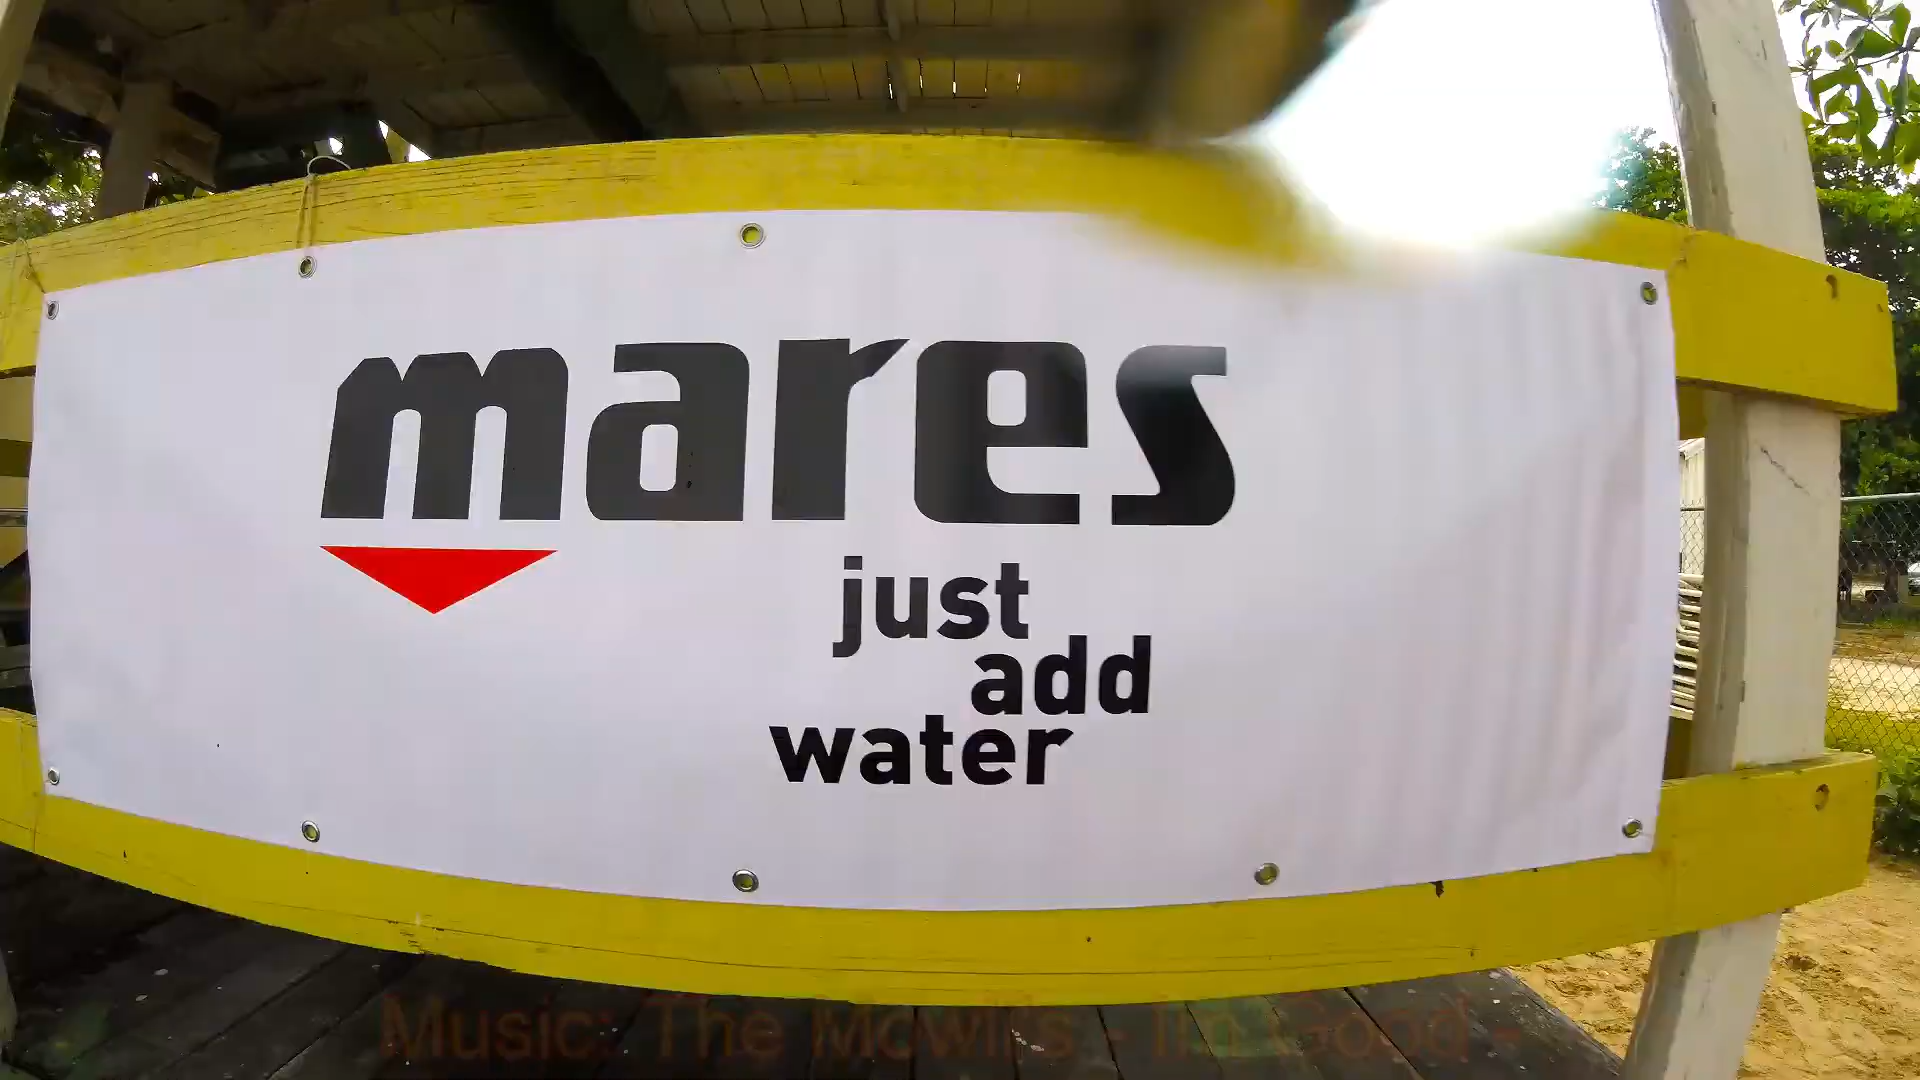 mares
just
add
water
Music: The Mowgli's - I'm Good -